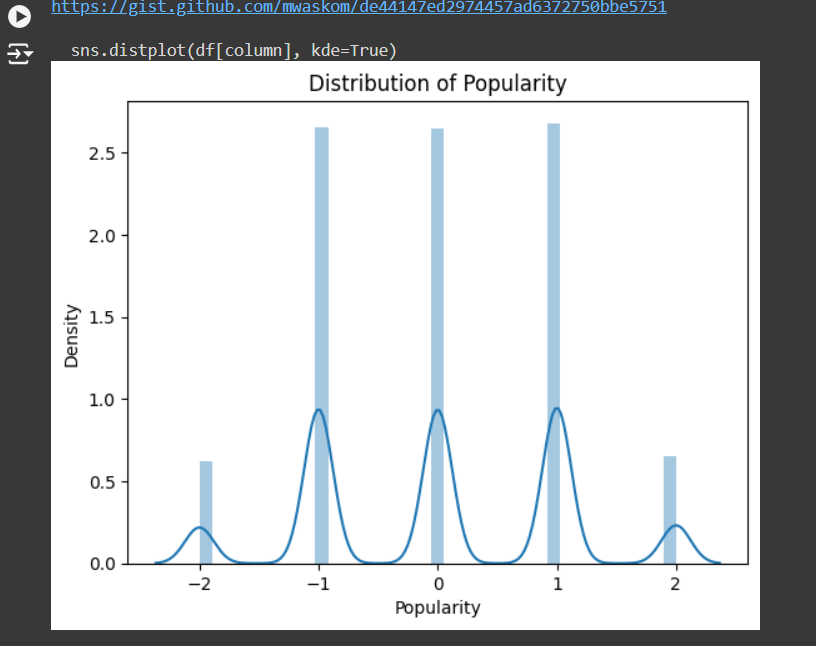 https://gist.github.com/mwaskom/de44147ed2974457ad6372750bbe5751
sns.distplot(df[column], kde=True)
Distribution of Popularity
2.5
2.0
1.5
1.0
0.5
0.0
Density
−2
−1
0
1
2
Popularity